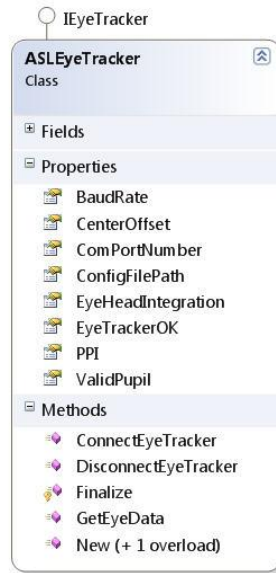 IEyeTracker
ASLEyeTracker
Class
Fields
Properties
BaudRate
CenterOffset
ComPortNumber
ConfigFilePath
EyeHeadIntegration
EyeTrackerOK
PPI
ValidPupil
Methods
ConnectEyeTracker
DisconnectEyeTracker
Finalize
GetEyeData
New (+ 1 overload)